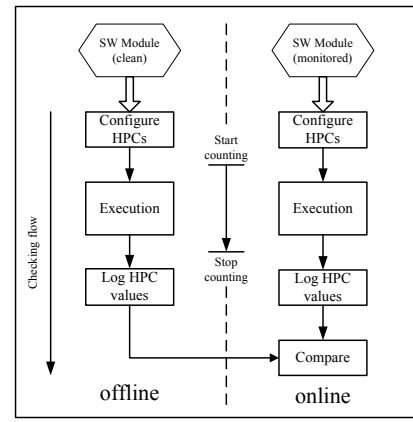 SW Module
(clean)
SW Module
(monitored)
Configure
HPCs
Start
counting
Configure
HPCs
Execution
Execution
Checking flow
Stop
counting
Log HPC
values
Log HPC
values
Compare
offline
online